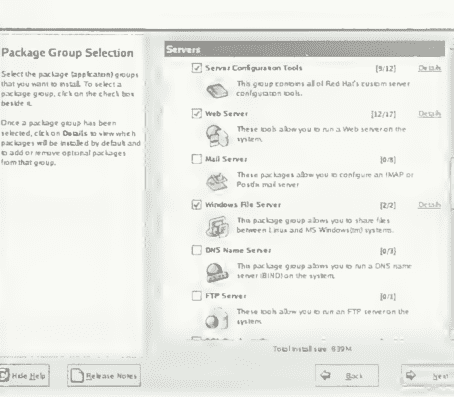 Package Group Selection
Select the package (application) groups
that you want to install. To select a
package group, click on the check box
beside it.
Once a package group has been
selected, click on Details to view which
packages will be installed by default and
to add or remove optional packages
from that group.
Servers
Server Configuration Tools [9/12] Details
This group contains all of Red Hat's custom server
configuration tools.
Web Server [12/17] Details
These tools allow you to run a Web server on the
system.
Mail Server [0/8]
These packages allow you to configure an IMAP or
Postfix mail server
Windows File Server [2/2] Details
This package group allows you to share files
between Linux and MS Windows(tm) systems.
DNS Name Server [0/3]
This package group allows you to run a DNS name
server (BIND) on the system.
FTP Server [0/1]
These tools allow you to run an FTP server on the
system.
Total install size: 939M
Hide Help
Release Notes
Back
Next